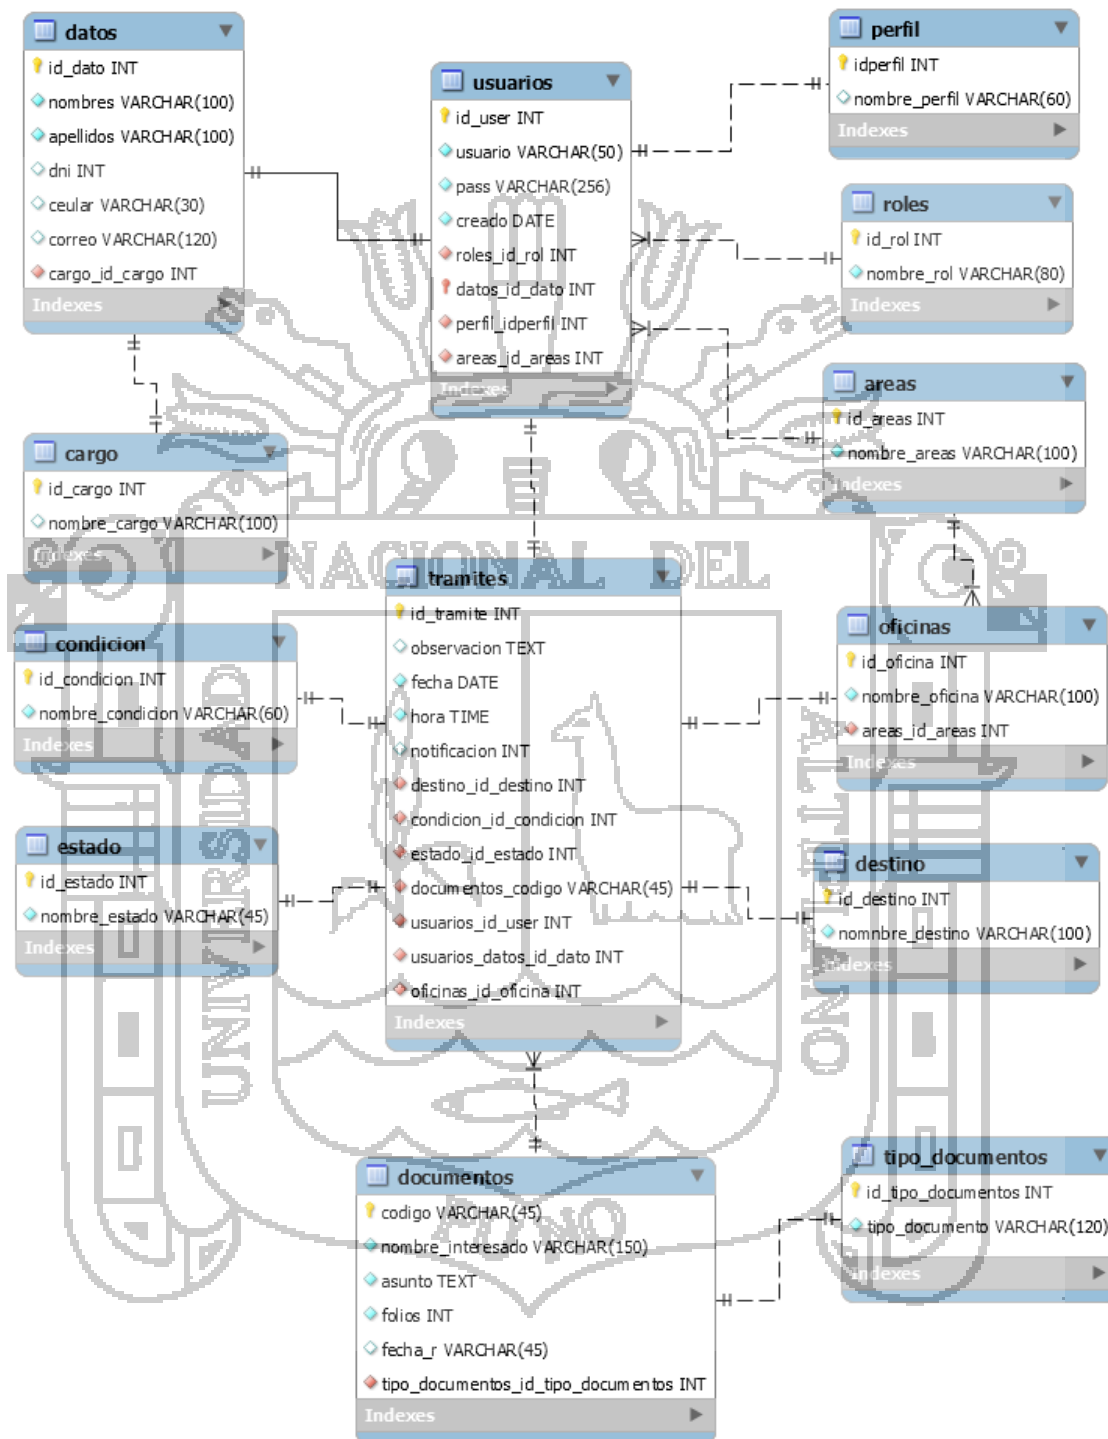 datos
id_dato INT
nombres VARCHAR(100)
apellidos VARCHAR(100)
dni INT
ceular VARCHAR(30)
correo VARCHAR(120)
cargo_id_cargo INT
Indexes
usuarios
id_user INT
usuario VARCHAR(50)
pass VARCHAR(256)
creado DATE
roles_id_rol INT
datos_id_dato INT
perfil_idperfil INT
areas_id_areas INT
Indexes
perfil
idperfil INT
nombre_perfil VARCHAR(60)
Indexes
roles
id_rol INT
nombre_rol VARCHAR(80)
Indexes
areas
id_areas INT
nombre_areas VARCHAR(100)
Indexes
cargo
id_cargo INT
nombre_cargo VARCHAR(100)
Indexes
NACIONAL DEL
tramites
id_tramite INT
observacion TEXT
fecha DATE
hora TIME
notificacion INT
destino_id_destino INT
condicion_id_condicion INT
estado_id_estado INT
documentos_codigo VARCHAR(45)
usuarios_id_user INT
usuarios_datos_id_dato INT
oficinas_id_oficina INT
Indexes
condicion
id_condicion INT
nombre_condicion VARCHAR(60)
Indexes
oficinas
id_oficina INT
nombre_oficina VARCHAR(100)
areas_id_areas INT
Indexes
UNIVERSIDAD
ALTIPLANO
estado
id_estado INT
nombre_estado VARCHAR(45)
Indexes
destino
id_destino INT
nomnbre_destino VARCHAR(100)
Indexes
documentos
codigo VARCHAR(45)
nombre_interesado VARCHAR(150)
asunto TEXT
folios INT
fecha_r VARCHAR(45)
tipo_documentos_id_tipo_documentos INT
Indexes
PUNO
tipo_documentos
id_tipo_documentos INT
tipo_documento VARCHAR(120)
Indexes